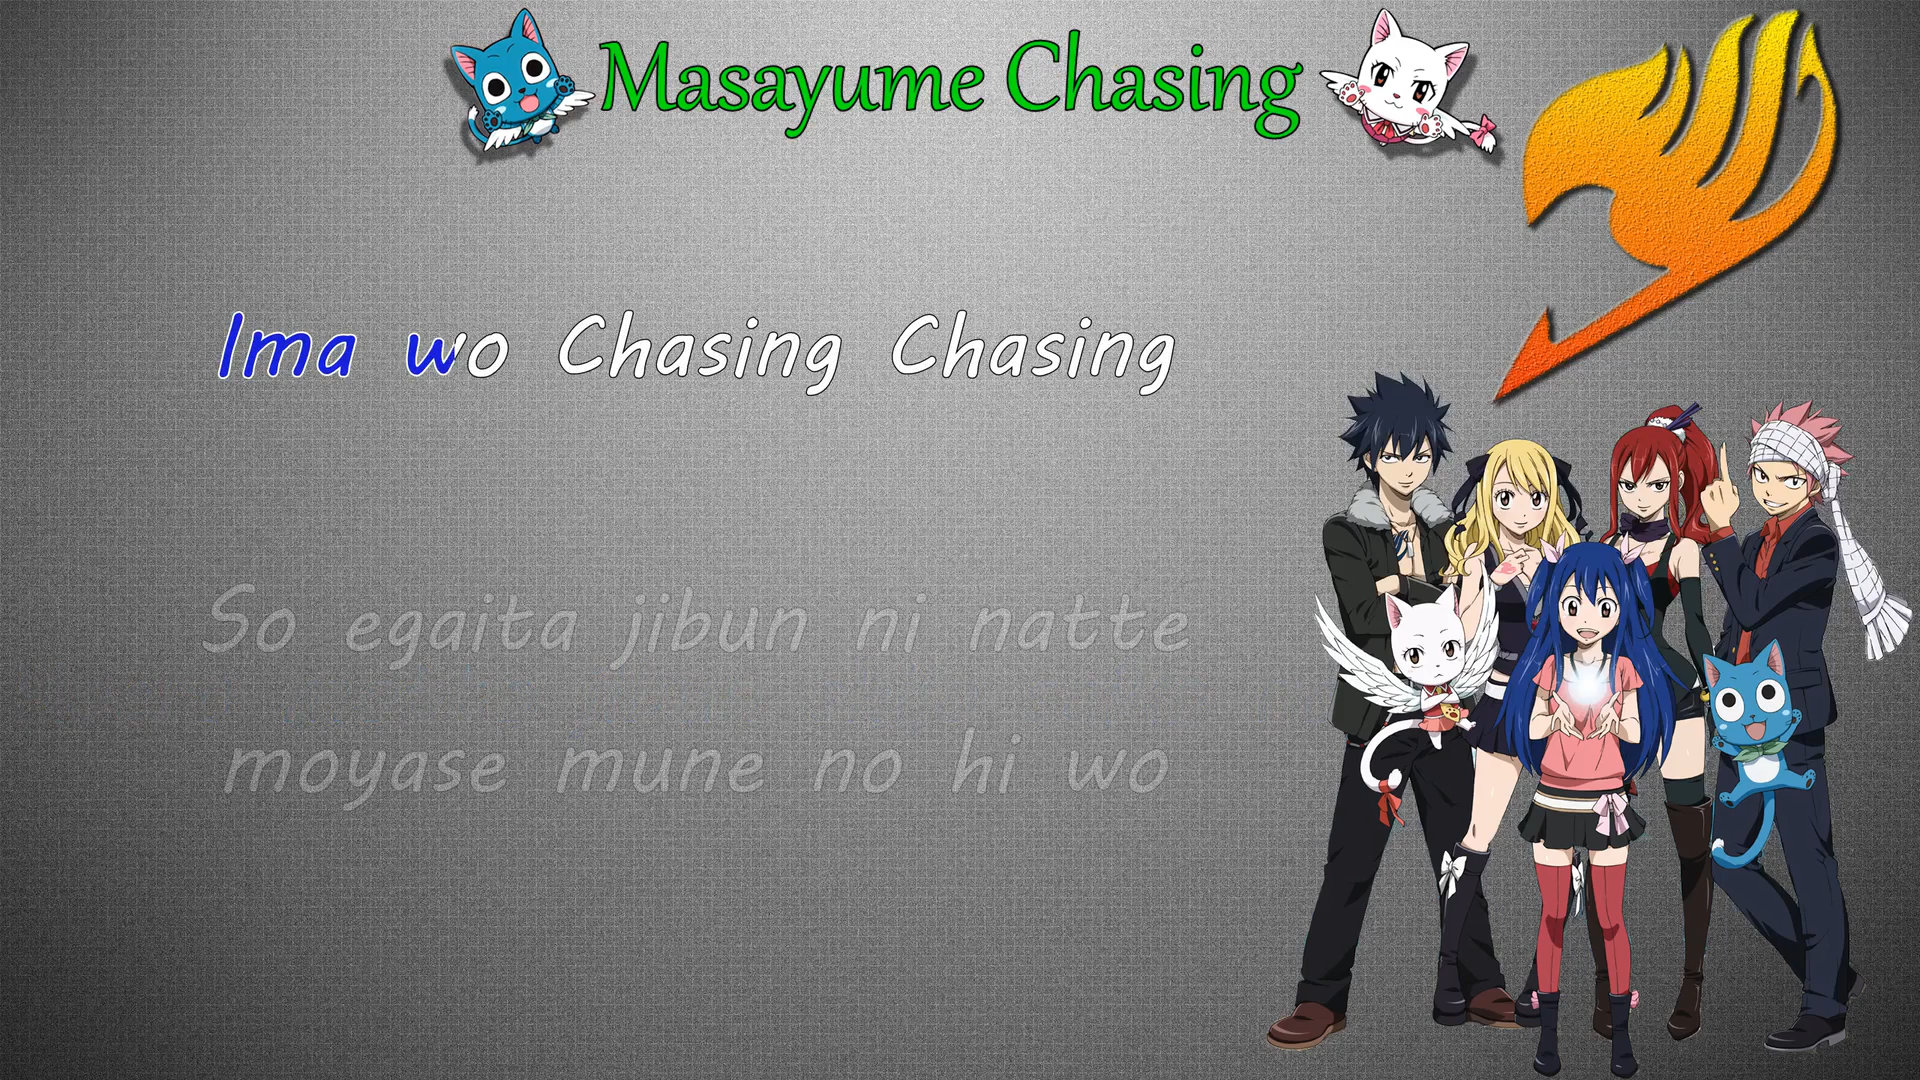 Masayume Chasing
Ima wo Chasing Chasing
So egaita jibun ni natte
moyase mune no hi wo